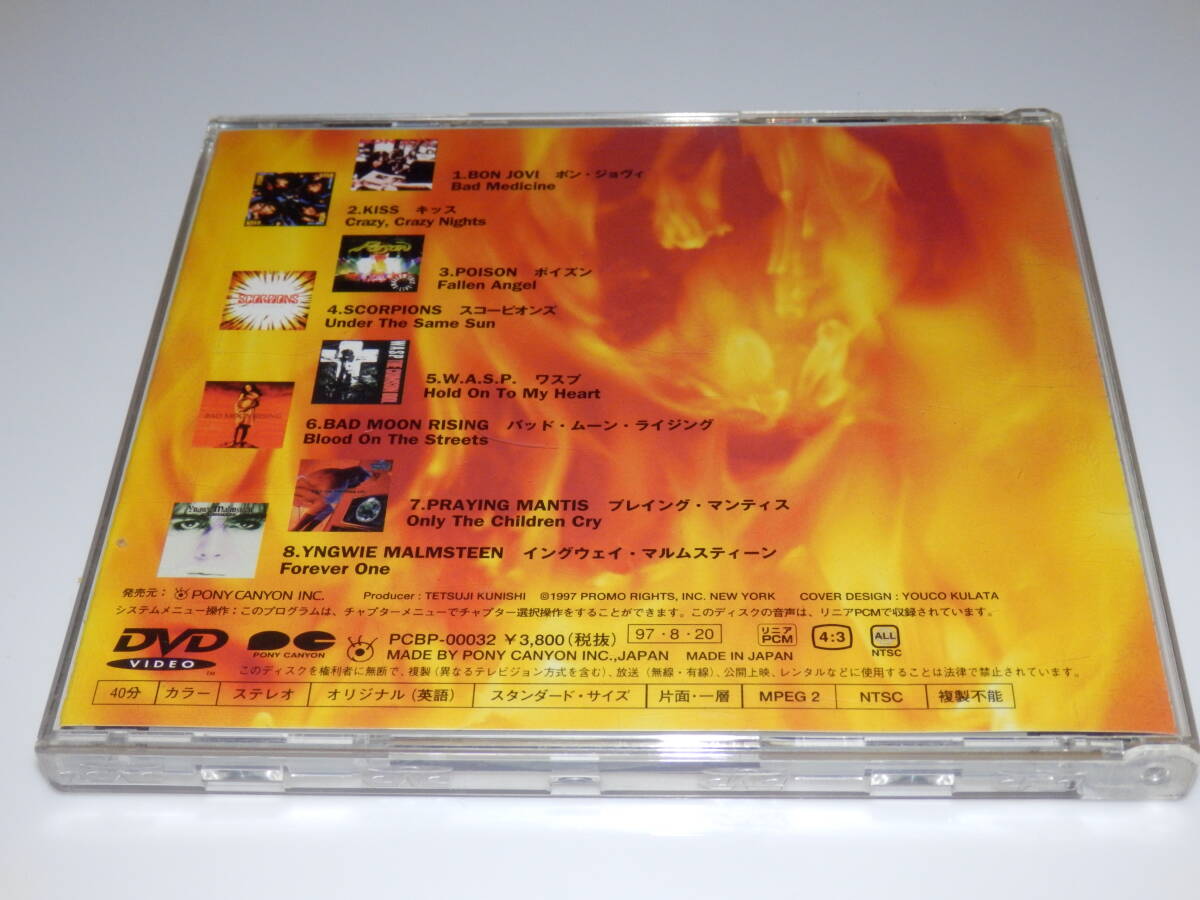 1.BON JOVI ボン・ジョヴィ
Bad Medicine
2.KISS キッス
Crazy, Crazy Nights
Poison
3.POISON ポイズン
Fallen Angel
SCORPIONS
4.SCORPIONS スコーピオンズ
Under The Same Sun
WASP
5.W.A.S.P. ワスプ
Hold On To My Heart
BAD MOON RISING
6.BAD MOON RISING バッド・ムーン・ライジング
Blood On The Streets
7.PRAYING MANTIS プレイング・マンティス
Only The Children Cry
Yngwie Malmsteen
8.YNGWIE MALMSTEEN イングウェイ・マルムスティーン
Forever One
発売元: PONY CANYON INC. Producer : TETSUJI KUNISHI ©1997 PROMO RIGHTS, INC. NEW YORK COVER DESIGN : YOUCO KULATA
システムメニュー操作:このプログラムは、チャプターメニューでチャプター選択操作をすることができます。このディスクの音声は、リニアPCMで収録されています。
DVD VIDEO ™
PONY CANYON
PCBP-00032 ¥3,800(税抜) 97・8・20
MADE BY PONY CANYON INC.,JAPAN MADE IN JAPAN
リニア PCM
4:3
ALL NTSC
このディスクを権利者に無断で、複製(異なるテレビジョン方式を含む)、放送(無線・有線)、公開上映、レンタルなどに使用することは法律で禁止されています。
40分 カラー ステレオ オリジナル(英語) スタンダード・サイズ 片面・一層 MPEG 2 NTSC 複製不能